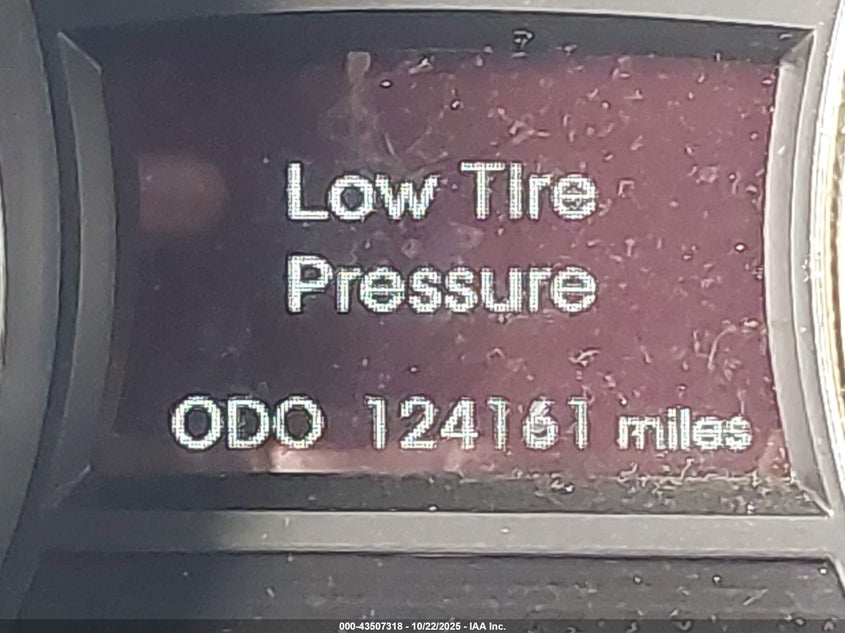 Low TIre
Pressure
ODO 124161 miles
000-43507318 - 10/22/2025 - IAA Inc.